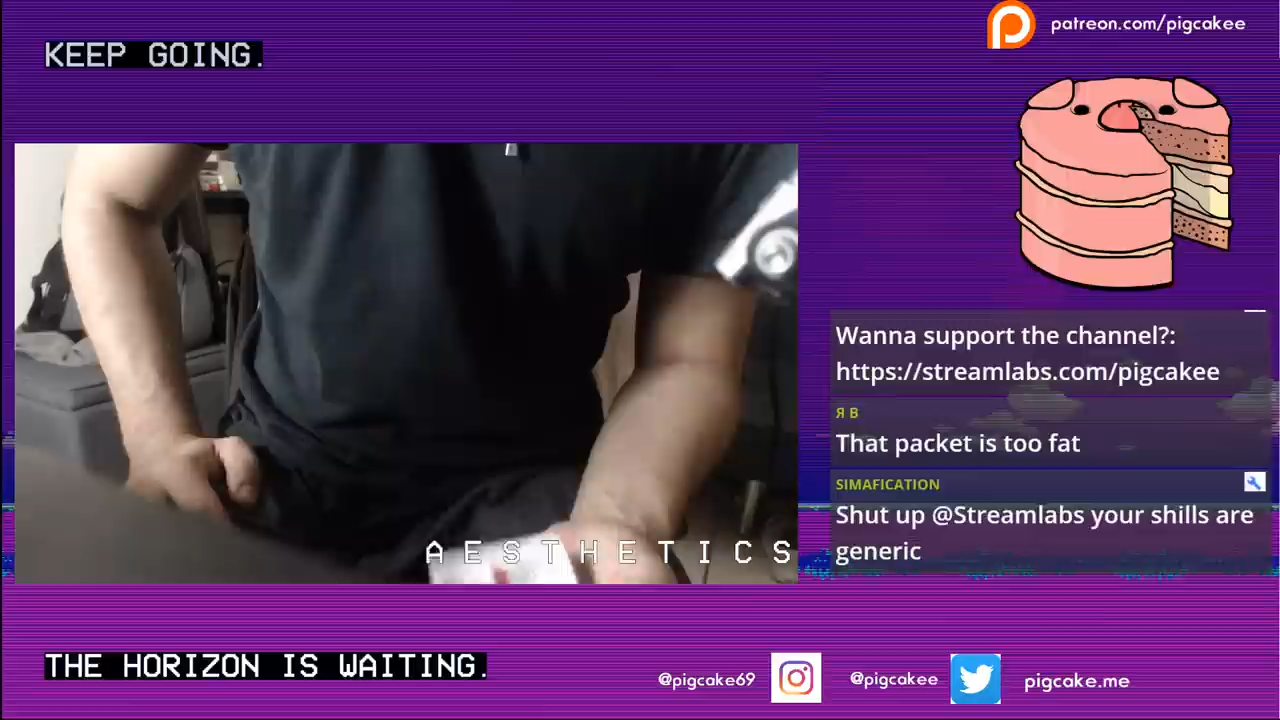 KEEP GOING.
patreon.com/pigcakee
Wanna support the channel?:
https://streamlabs.com/pigcakee
Я В
That packet is too fat
SIMAFICATION
Shut up @Streamlabs your shills are
generic
AESTHETICS
THE HORIZON IS WAITING.
@pigcake69
@pigcakee
pigcake.me